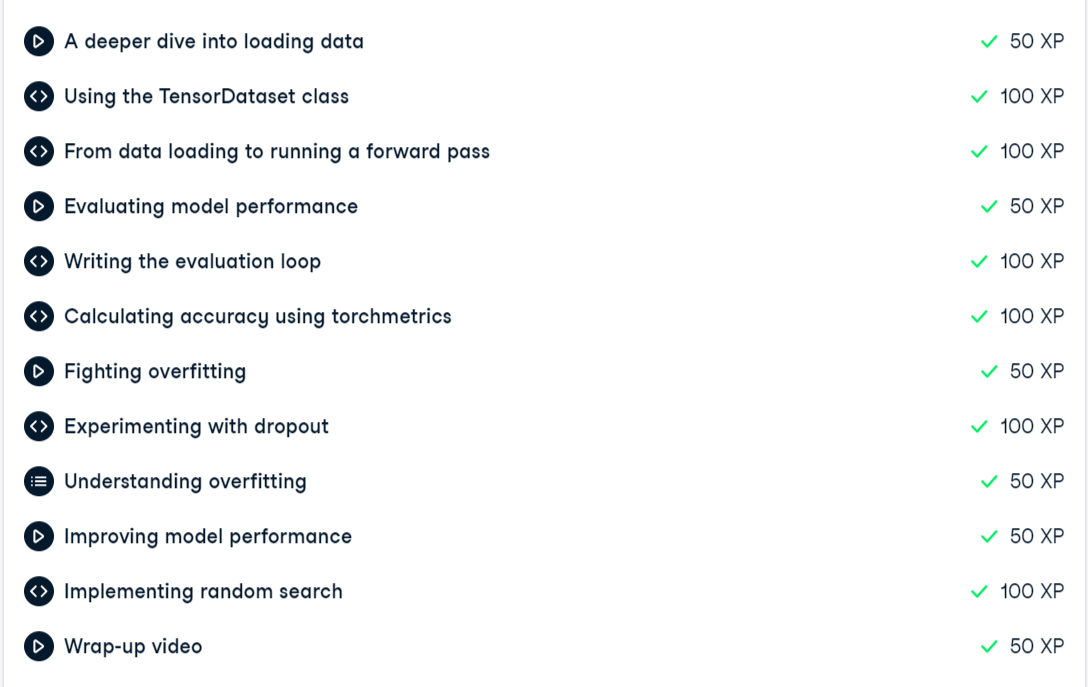 A deeper dive into loading data 50 XP
Using the TensorDataset class 100 XP
From data loading to running a forward pass 100 XP
Evaluating model performance 50 XP
Writing the evaluation loop 100 XP
Calculating accuracy using torchmetrics 100 XP
Fighting overfitting 50 XP
Experimenting with dropout 100 XP
Understanding overfitting 50 XP
Improving model performance 50 XP
Implementing random search 100 XP
Wrap-up video 50 XP